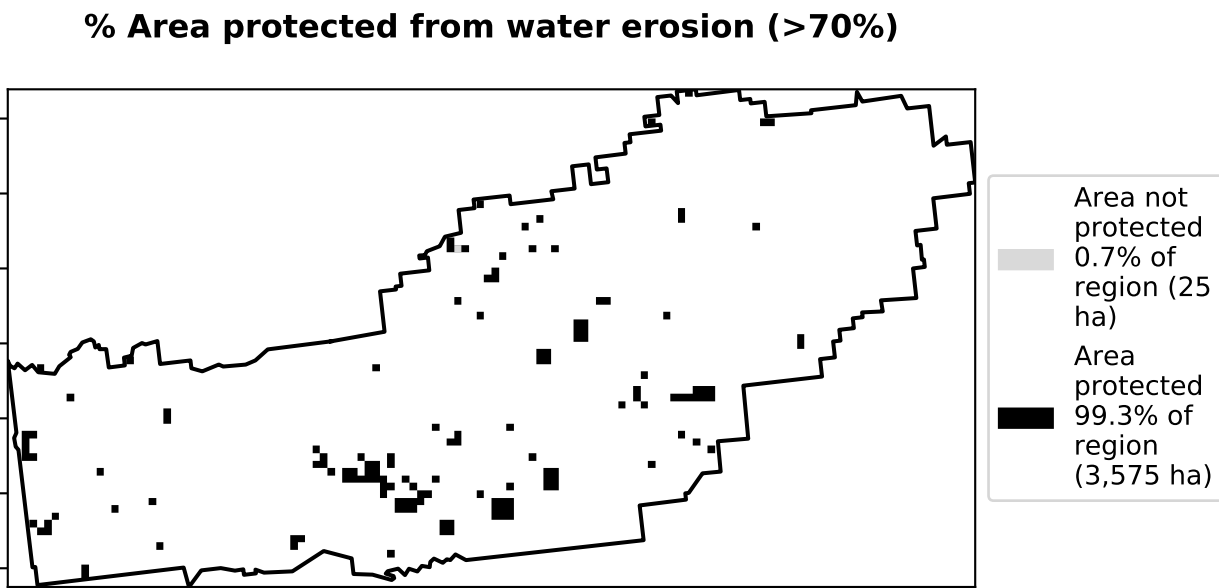 % Area protected from water erosion (>70%)
Area not
protected
0.7% of
region (25
ha)
Area
protected
99.3% of
region
(3,575 ha)